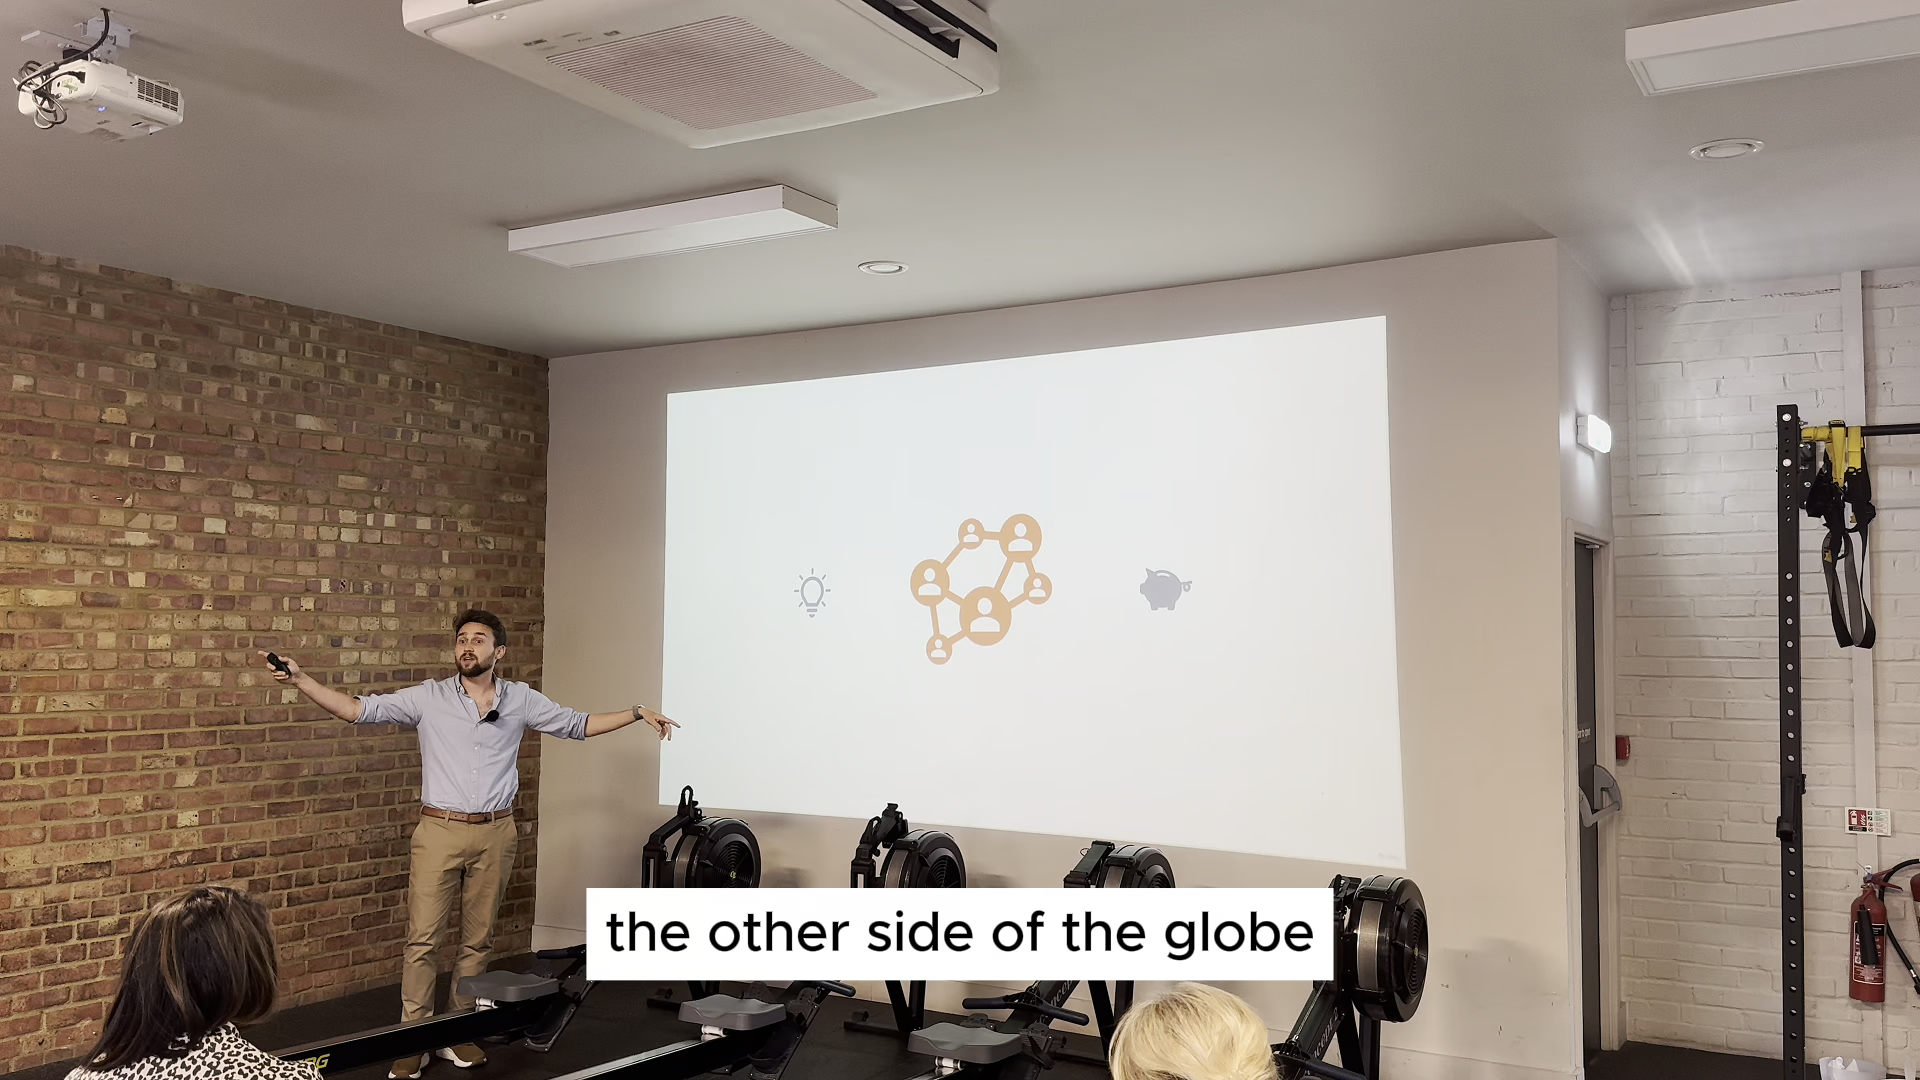 the other side of the globe